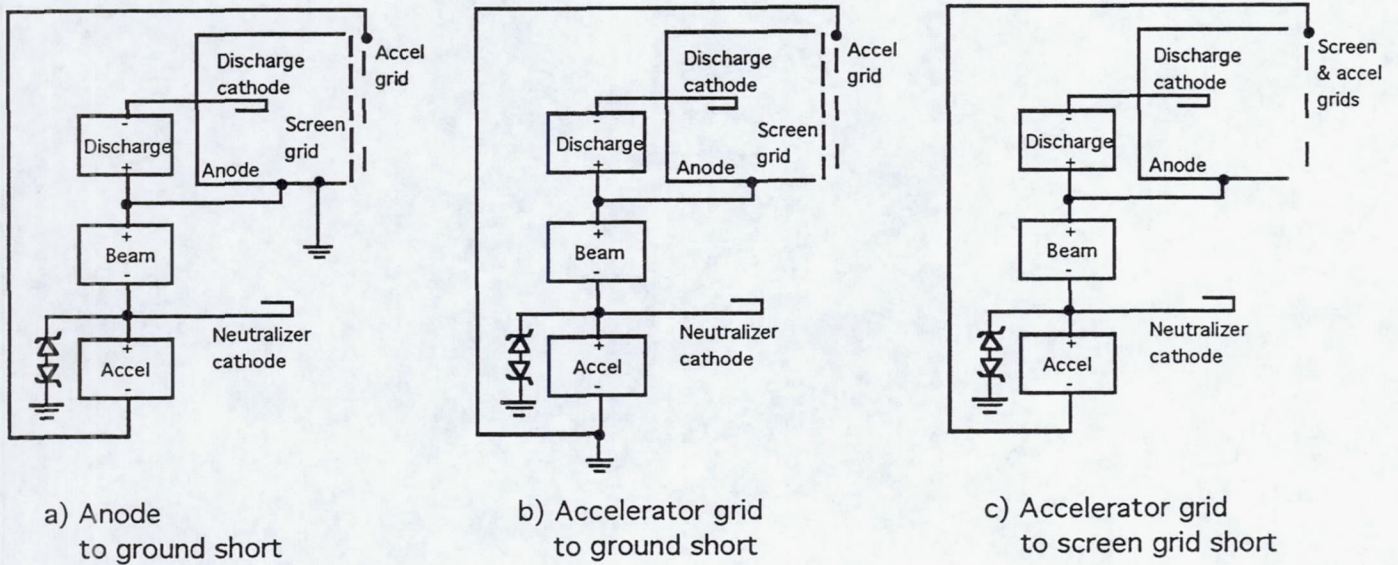 Discharge
cathode
Accel
grid
Screen
grid
-
Discharge
+
Anode
+
Beam
-
Neutralizer
cathode
+
Accel
-
a) Anode
to ground short
Discharge
cathode
Accel
grid
Screen
grid
-
Discharge
+
Anode
+
Beam
-
Neutralizer
cathode
+
Accel
-
b) Accelerator grid
to ground short
Discharge
cathode
Screen
& accel
grids
-
Discharge
+
Anode
+
Beam
-
Neutralizer
cathode
+
Accel
-
c) Accelerator grid
to screen grid short